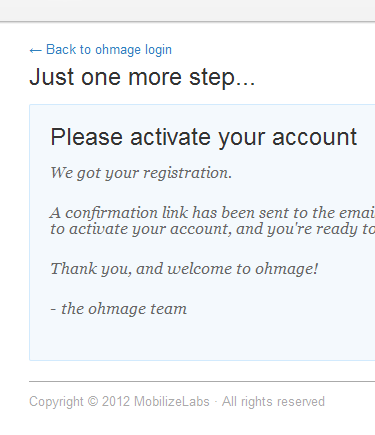 ← Back to ohmage login
Just one more step...
Please activate your account
We got your registration.
A confirmation link has been sent to the emai
to activate your account, and you're ready to
Thank you, and welcome to ohmage!
- the ohmage team
Copyright © 2012 MobilizeLabs · All rights reserved